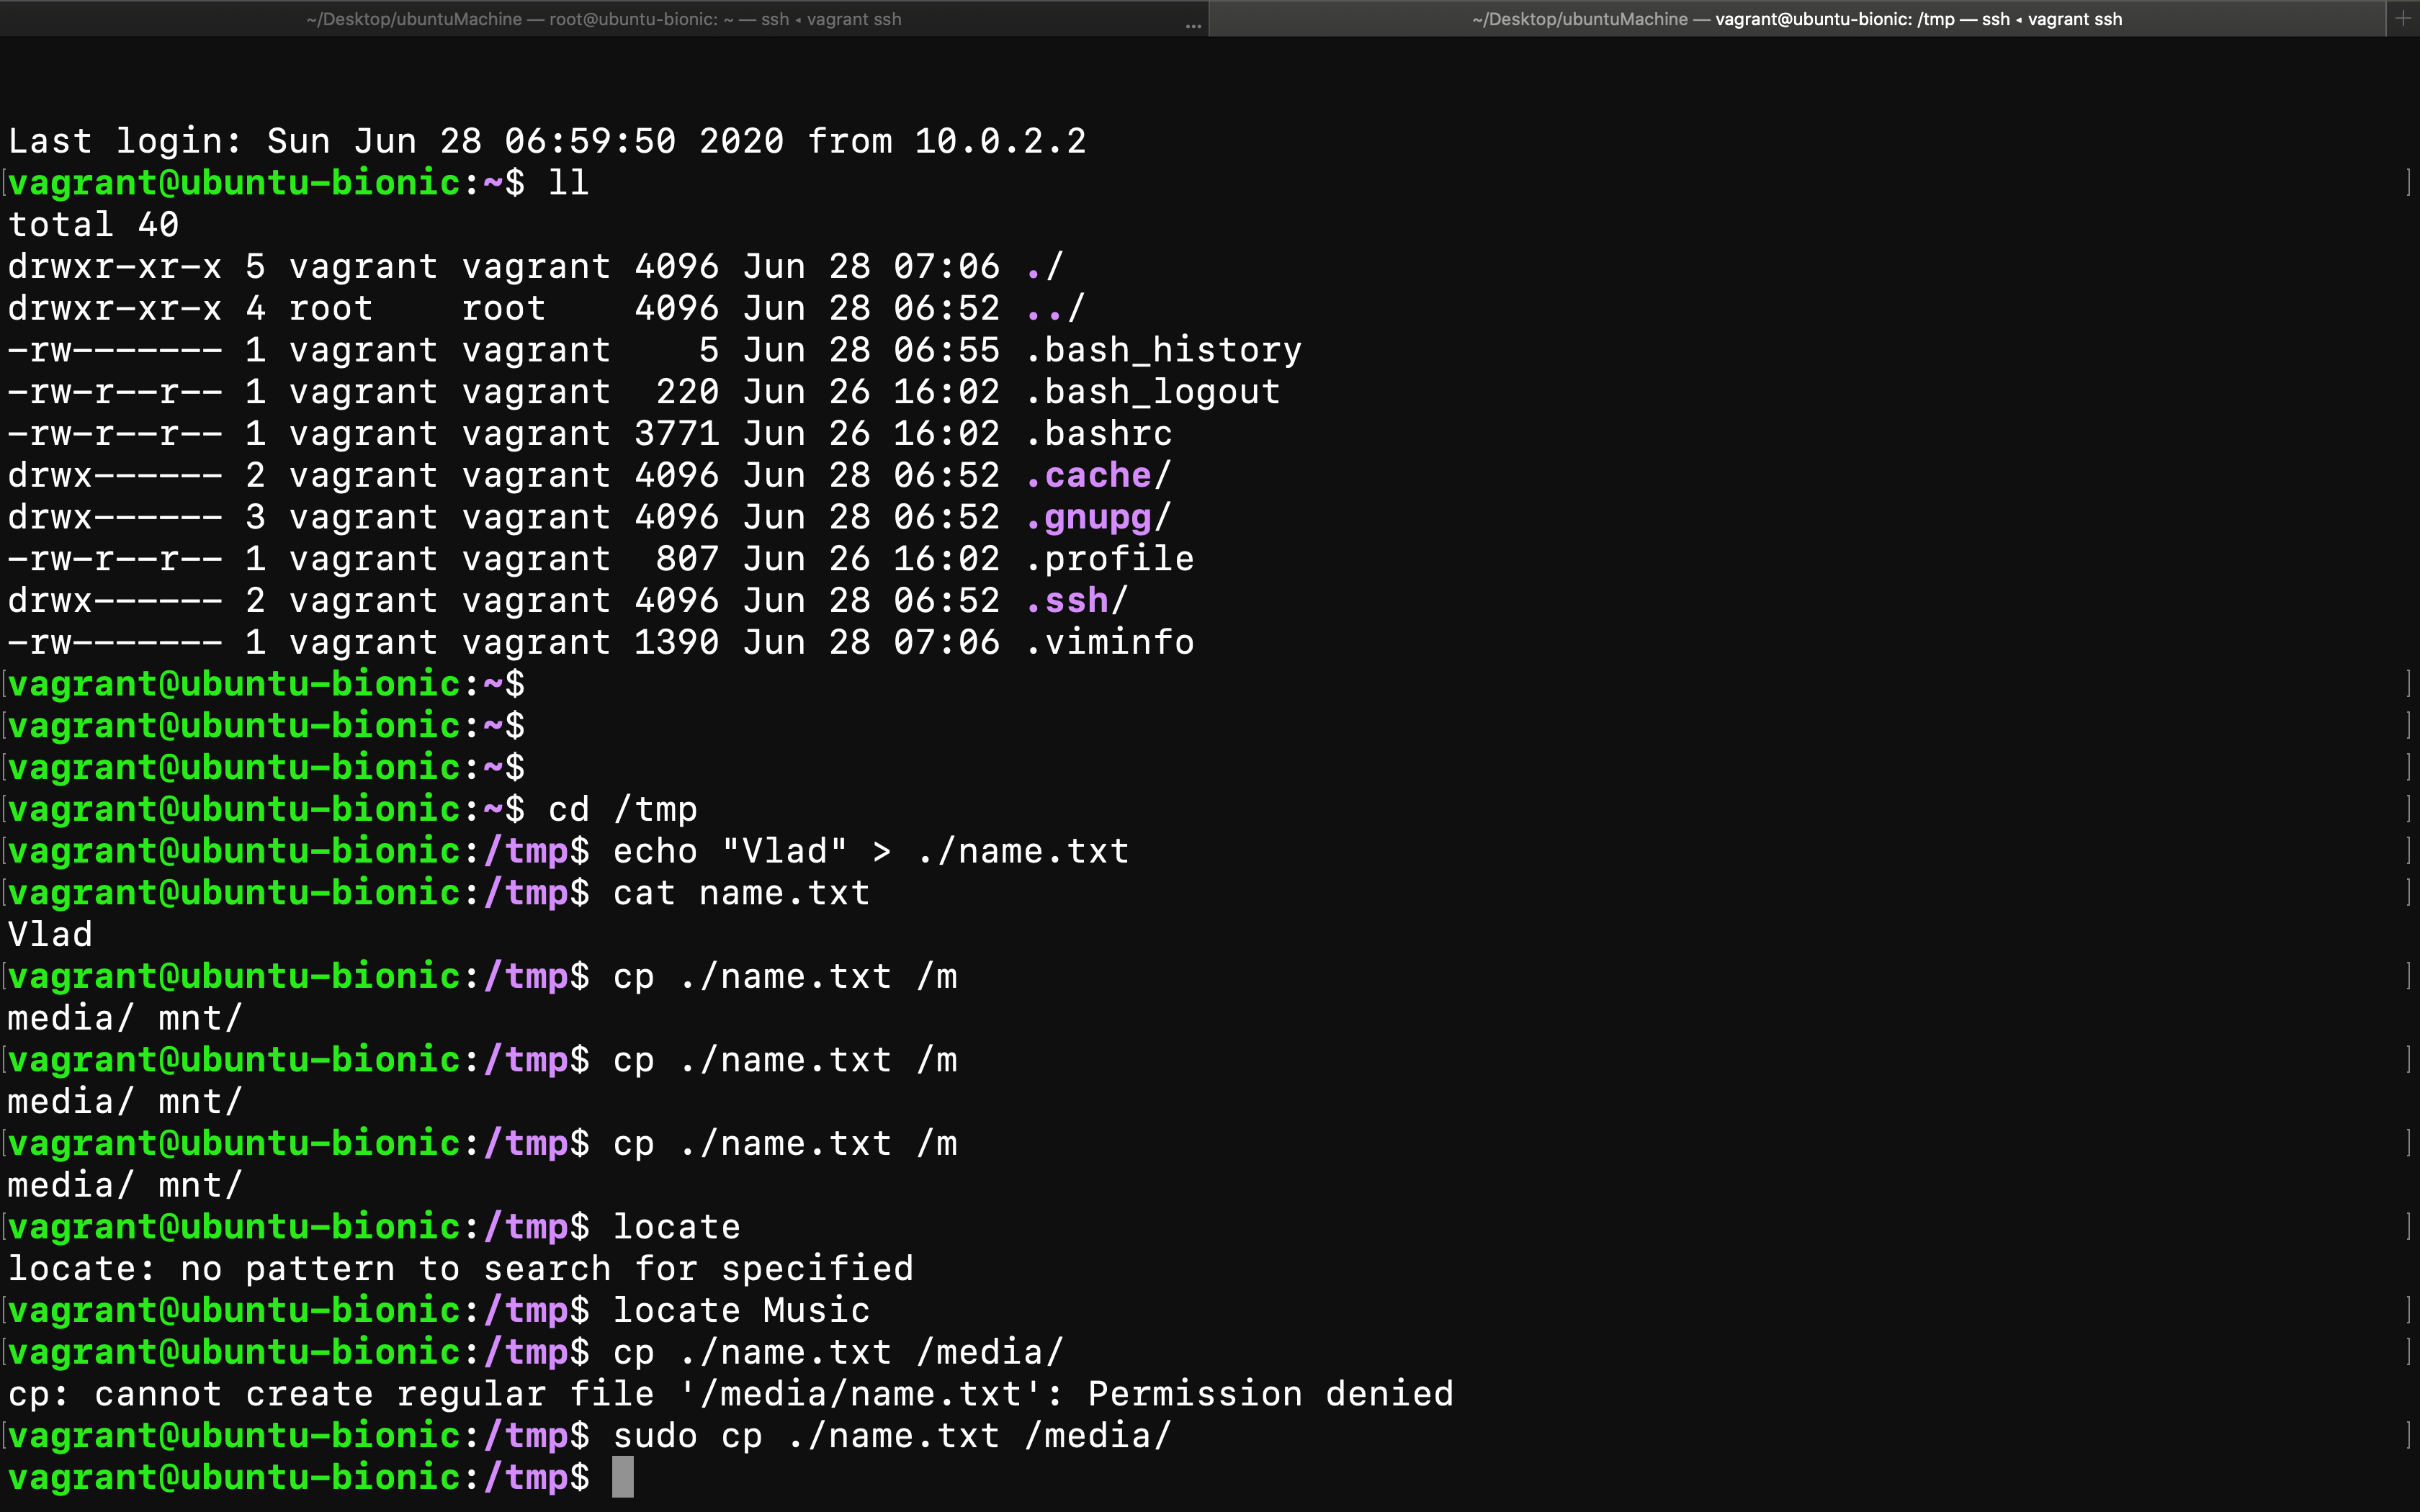 ~/Desktop/ubuntuMachine — root@ubuntu-bionic: ~ — ssh ◂ vagrant ssh ...
~/Desktop/ubuntuMachine — vagrant@ubuntu-bionic: /tmp — ssh ◂ vagrant ssh +
Last login: Sun Jun 28 06:59:50 2020 from 10.0.2.2
[vagrant@ubuntu-bionic:~$ ll ]
total 40
drwxr-xr-x 5 vagrant vagrant 4096 Jun 28 07:06 ./
drwxr-xr-x 4 root    root    4096 Jun 28 06:52 ../
-rw------- 1 vagrant vagrant    5 Jun 28 06:55 .bash_history
-rw-r--r-- 1 vagrant vagrant  220 Jun 26 16:02 .bash_logout
-rw-r--r-- 1 vagrant vagrant 3771 Jun 26 16:02 .bashrc
drwx------ 2 vagrant vagrant 4096 Jun 28 06:52 .cache/
drwx------ 3 vagrant vagrant 4096 Jun 28 06:52 .gnupg/
-rw-r--r-- 1 vagrant vagrant  807 Jun 26 16:02 .profile
drwx------ 2 vagrant vagrant 4096 Jun 28 06:52 .ssh/
-rw------- 1 vagrant vagrant 1390 Jun 28 07:06 .viminfo
[vagrant@ubuntu-bionic:~$ ]
[vagrant@ubuntu-bionic:~$ ]
[vagrant@ubuntu-bionic:~$ ]
[vagrant@ubuntu-bionic:~$ cd /tmp ]
[vagrant@ubuntu-bionic:/tmp$ echo "Vlad" > ./name.txt ]
[vagrant@ubuntu-bionic:/tmp$ cat name.txt ]
Vlad
[vagrant@ubuntu-bionic:/tmp$ cp ./name.txt /m ]
media/ mnt/
[vagrant@ubuntu-bionic:/tmp$ cp ./name.txt /m ]
media/ mnt/
[vagrant@ubuntu-bionic:/tmp$ cp ./name.txt /m ]
media/ mnt/
[vagrant@ubuntu-bionic:/tmp$ locate ]
locate: no pattern to search for specified
[vagrant@ubuntu-bionic:/tmp$ locate Music ]
[vagrant@ubuntu-bionic:/tmp$ cp ./name.txt /media/ ]
cp: cannot create regular file '/media/name.txt': Permission denied
[vagrant@ubuntu-bionic:/tmp$ sudo cp ./name.txt /media/ ]
vagrant@ubuntu-bionic:/tmp$